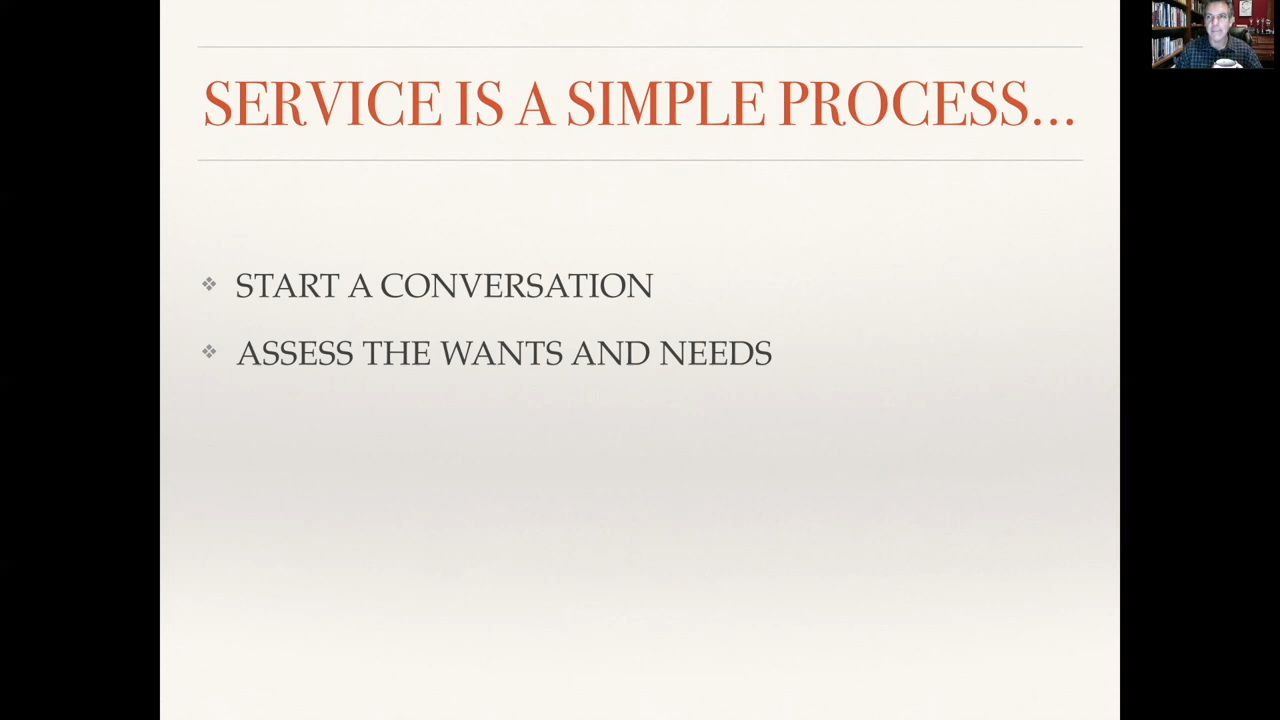 SERVICE IS A SIMPLE PROCESS...
START A CONVERSATION
ASSESS THE WANTS AND NEEDS